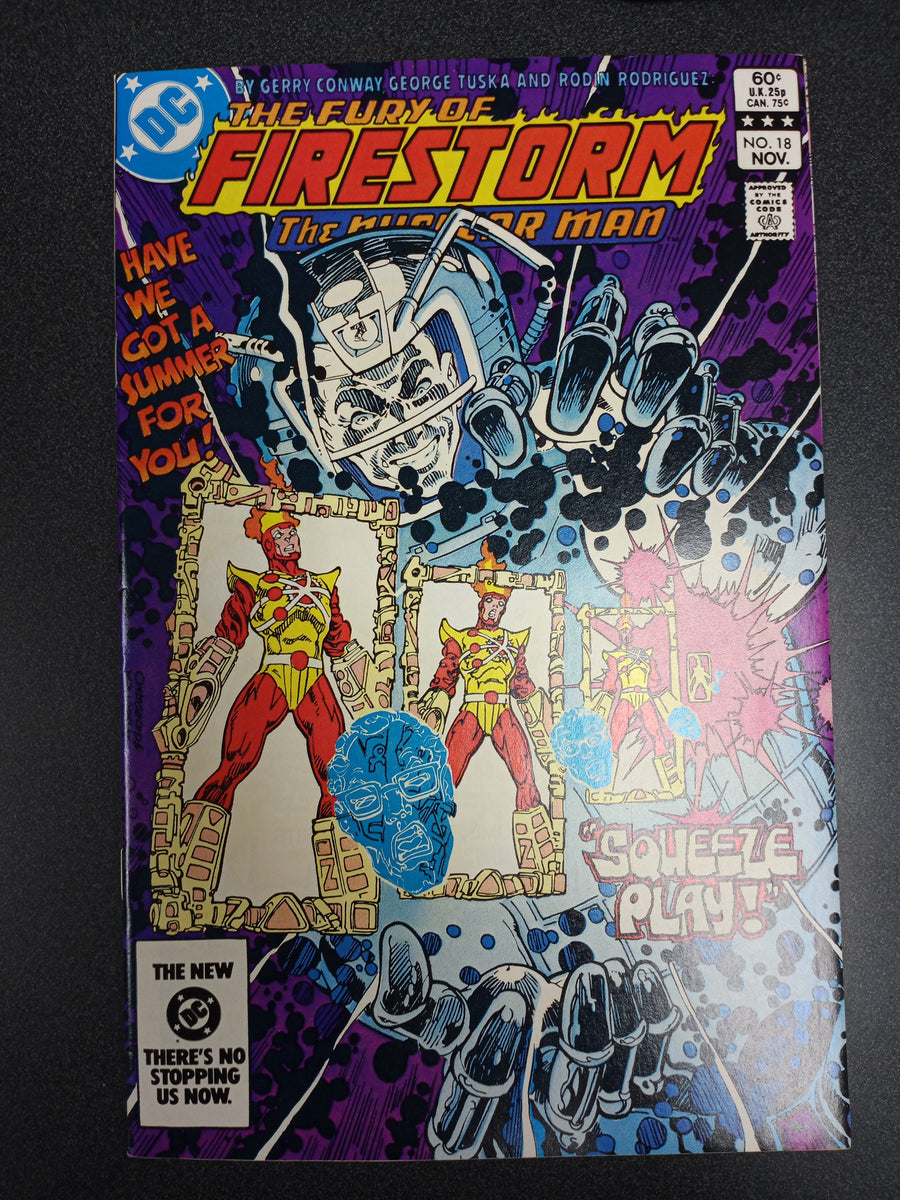 BY GERRY CONWAY, GEORGE TUSKA AND RODIN RODRIGUEZ:
DC
THE FURY OF
FIRESTORM
THE NUCLEAR MAN
60¢
U.K. 25p
CAN. 75¢
NO. 18
NOV.
APPROVED
BY THE
COMICS
CODE
AUTHORITY
HAVE
WE
GOT A
SUMMER
FOR
YOU!
"SQUEEZE
PLAY!"
THE NEW
DC
THERE'S NO
STOPPING
US NOW.